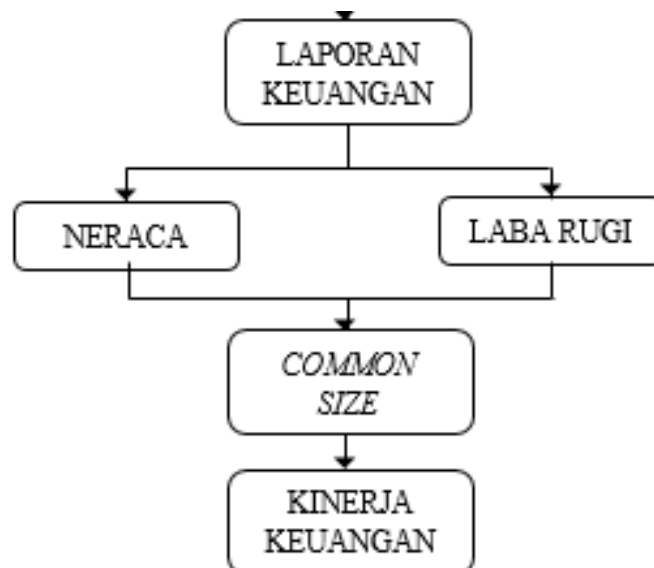 LAPORAN
KEUANGAN
NERACA
LABA RUGI
COMMON
SIZE
KINERJA
KEUANGAN